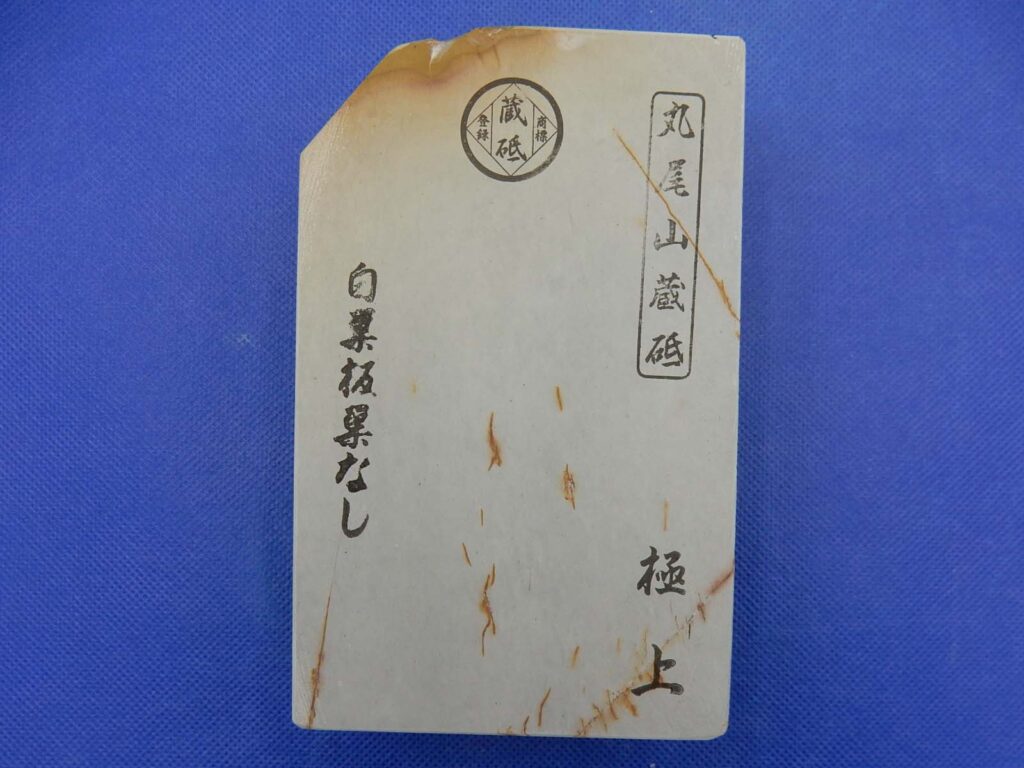 丸尾山蔵砥
商標
蔵砥
登録
極上
白巣板巣なし